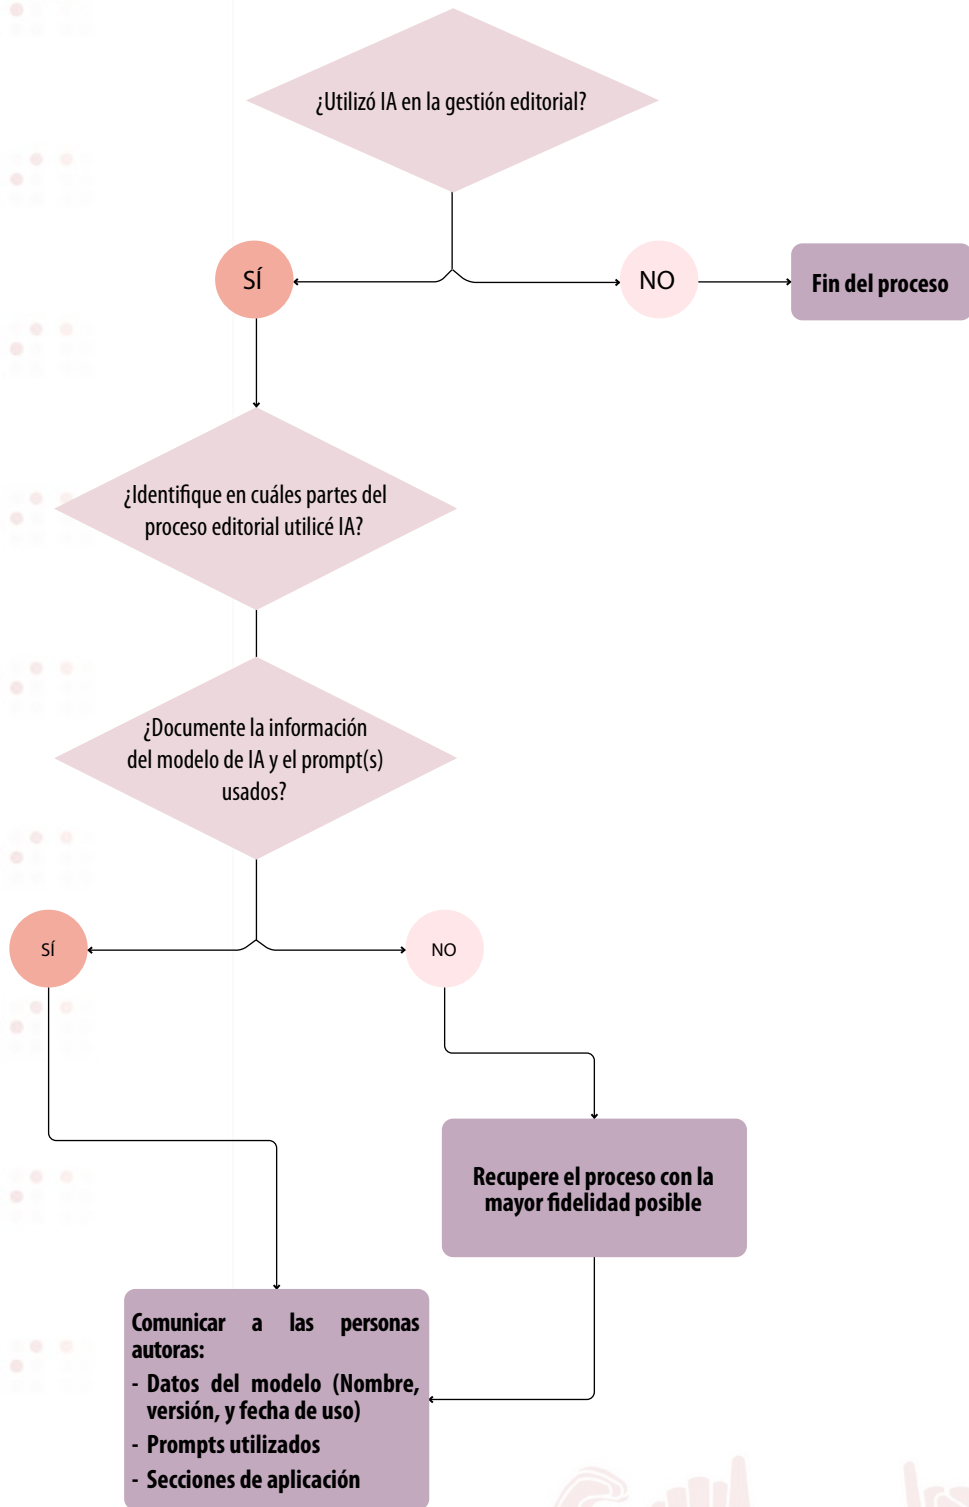 ¿Utilizó IA en la gestión editorial?
SÍ
NO
Fin del proceso
¿Identifique en cuáles partes del
proceso editorial utilicé IA?
¿Documente la información
del modelo de IA y el prompt(s)
usados?
SÍ
NO
Recupere el proceso con la
mayor fidelidad posible
Comunicar a las personas
autoras:
- Datos del modelo (Nombre,
versión, y fecha de uso)
- Prompts utilizados
- Secciones de aplicación